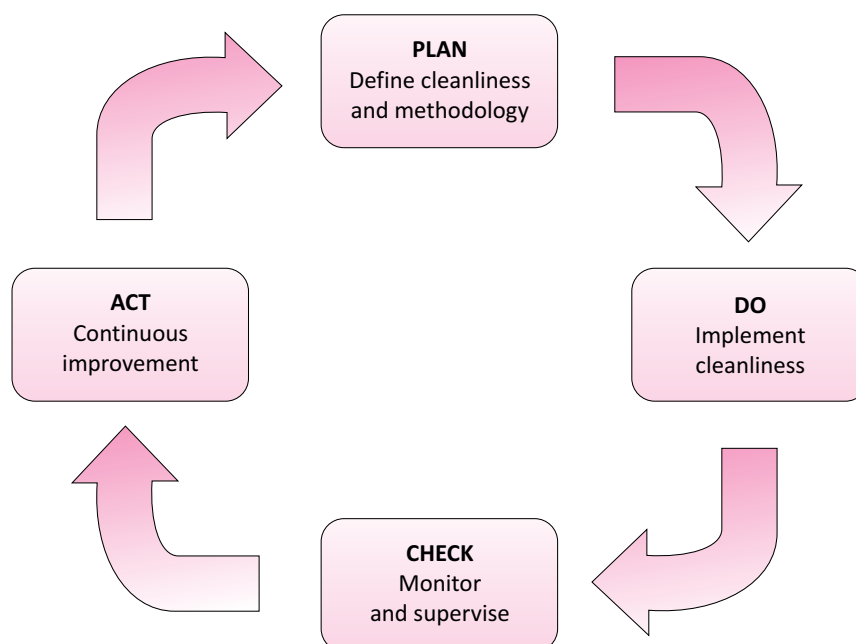 PLAN
Define cleanliness
and methodology
DO
Implement
cleanliness
CHECK
Monitor
and supervise
ACT
Continuous
improvement